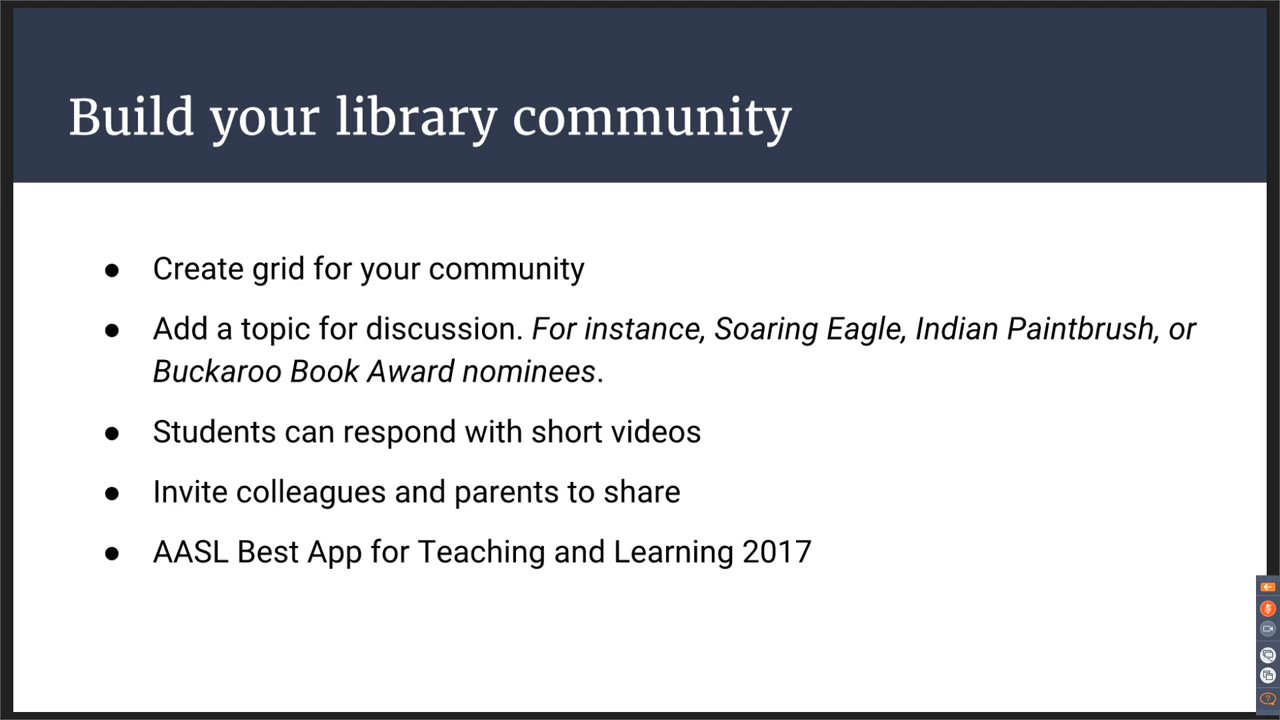 Build your library community
● Create grid for your community
● Add a topic for discussion. For instance, Soaring Eagle, Indian Paintbrush, or
Buckaroo Book Award nominees.
● Students can respond with short videos
● Invite colleagues and parents to share
● AASL Best App for Teaching and Learning 2017